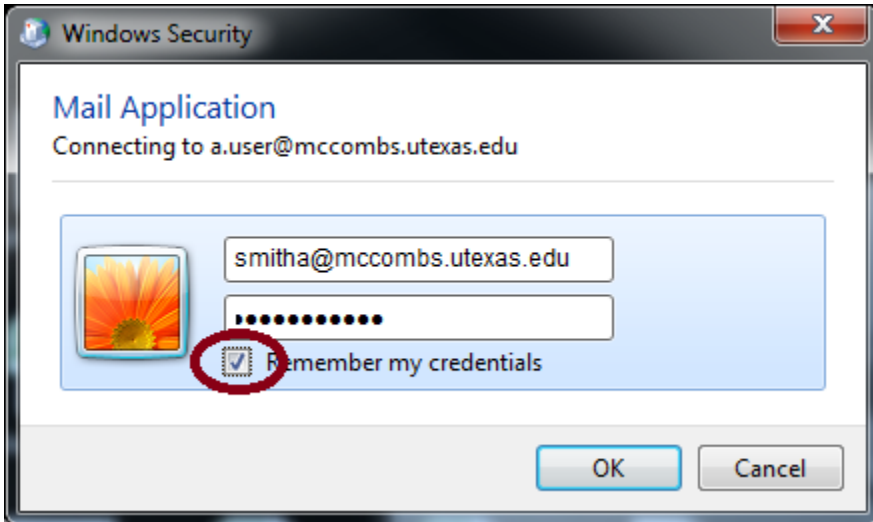 Windows Security
Mail Application
Connecting to a.user@mccombs.utexas.edu
smitha@mccombs.utexas.edu
•••••••••••
Remember my credentials
OK
Cancel